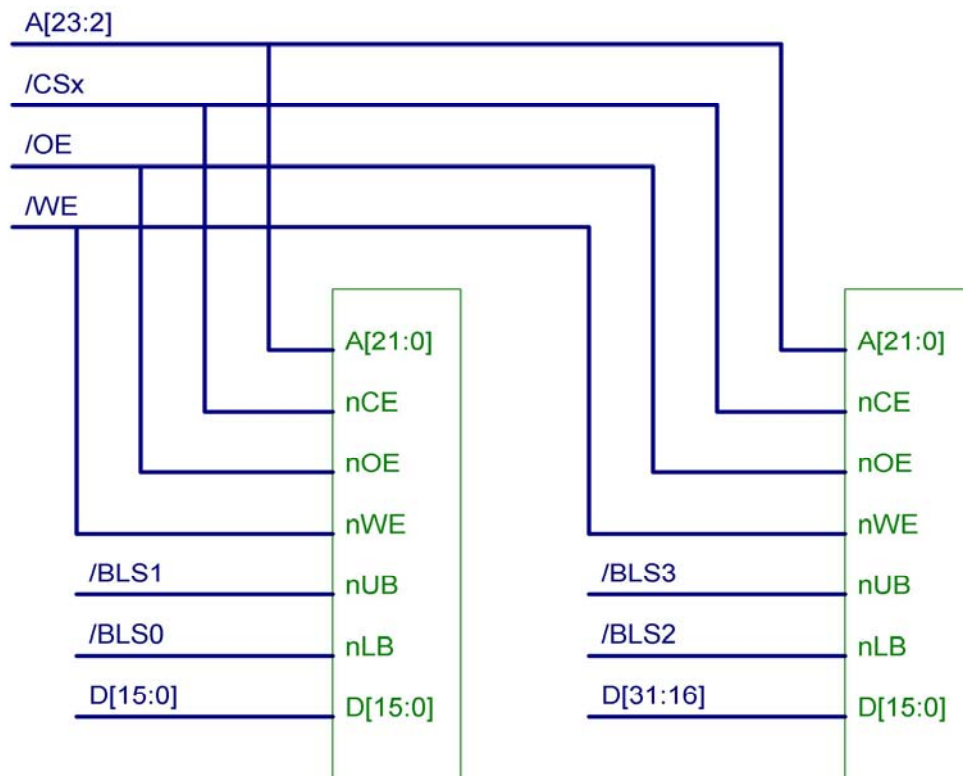 A[23:2]
/CSx
/OE
/WE
A[21:0]
nCE
nOE
nWE
/BLS1
nUB
/BLS0
nLB
D[15:0]
D[15:0]
A[21:0]
nCE
nOE
nWE
/BLS3
nUB
/BLS2
nLB
D[31:16]
D[15:0]